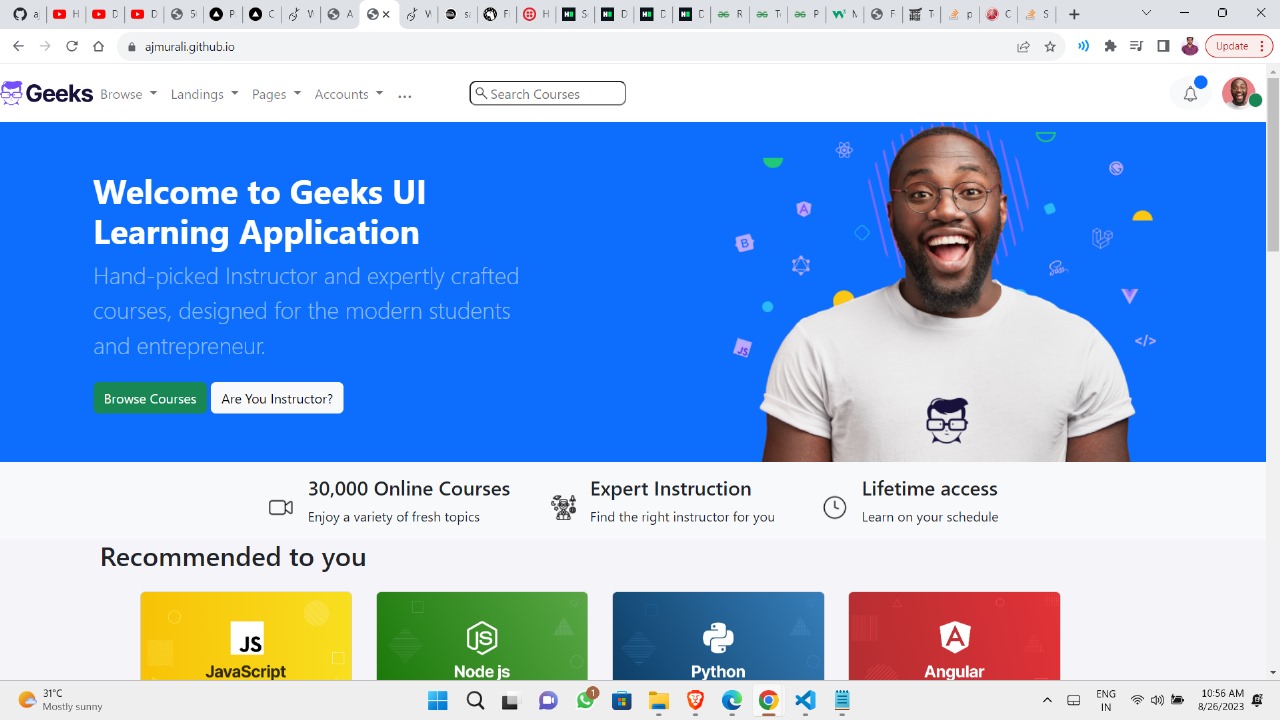 ajmurali.github.io
Update
Geeks
Browse
Landings
Pages
Accounts
...
Search Courses
Welcome to Geeks UI
Learning Application
Hand-picked Instructor and expertly crafted
courses, designed for the modern students
and entrepreneur.
Browse Courses
Are You Instructor?
B
A
JS
</>
30,000 Online Courses
Enjoy a variety of fresh topics
Expert Instruction
Find the right instructor for you
Lifetime access
Learn on your schedule
Recommended to you
JS
JavaScript
JS
Node js
Python
A
Angular
31°C
Mostly sunny
1
ENG
IN
10:56 AM
8/26/2023